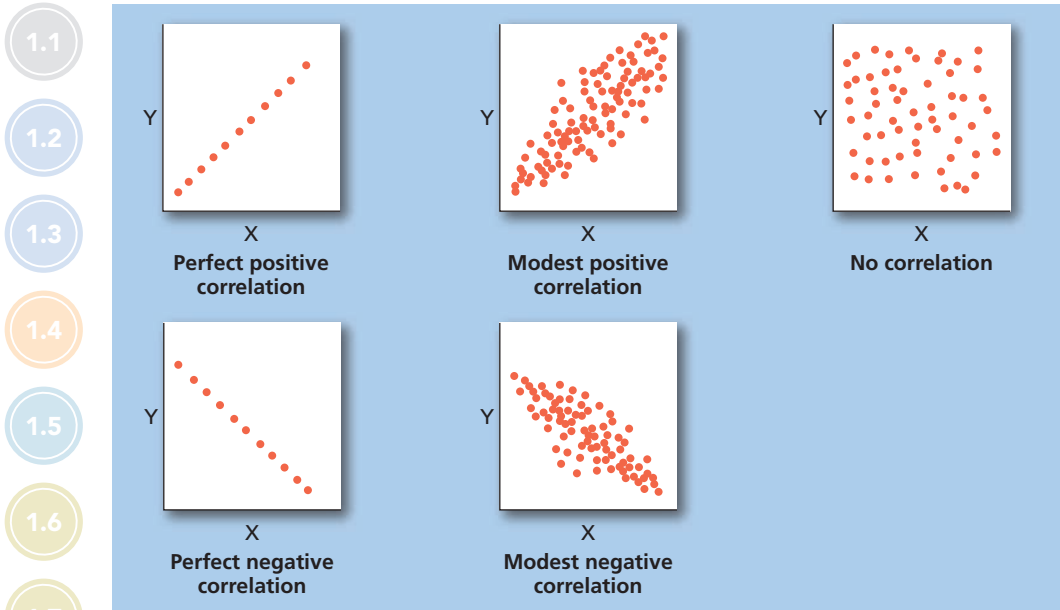 1.1
1.2
1.3
1.4
1.5
1.6
Y
X
Perfect positive
correlation
Y
X
Modest positive
correlation
Y
X
No correlation
Y
X
Perfect negative
correlation
Y
X
Modest negative
correlation